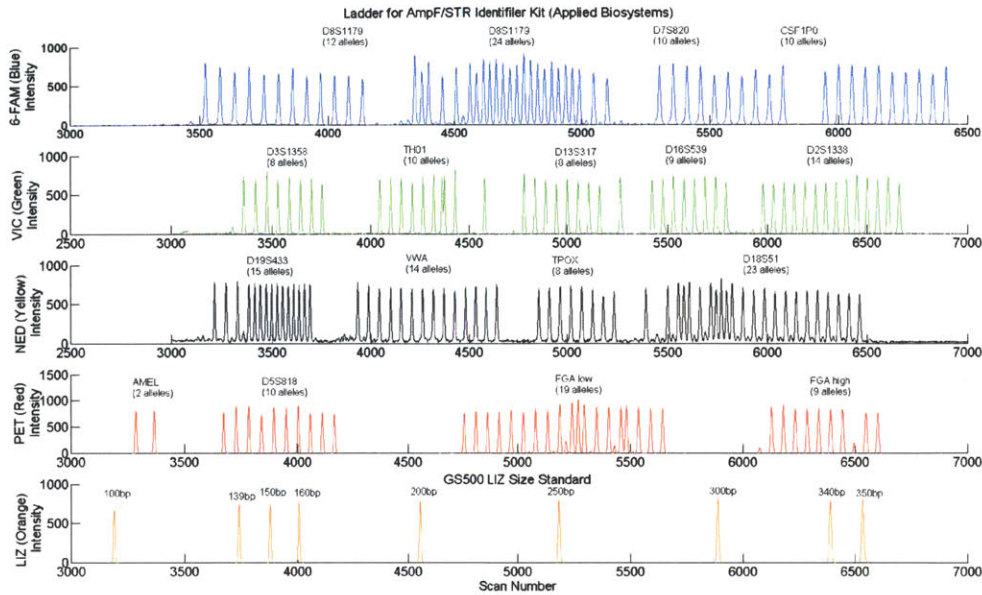 Ladder for AmpF/STR Identifiler Kit (Applied Biosystems)
D8S1179 D8S1179 D7S820 CSF1P0
(12 alleles) (24 alleles) (10 alleles) (10 alleles)
6-FAM (Blue)
Intensity
1000
500
0
3000 3500 4000 4500 5000 5500 6000 6500
D3S1358 TH01 D13S317 D16S539 D2S1338
(8 alleles) (10 alleles) (8 alleles) (9 alleles) (14 alleles)
VIC (Green)
Intensity
1000
500
0
2500 3000 3500 4000 4500 5000 5500 6000 6500 7000
D19S433 VWA TPOX D18S51
(15 alleles) (14 alleles) (8 alleles) (23 alleles)
NED (Yellow)
Intensity
1000
500
0
2500 3000 3500 4000 4500 5000 5500 6000 6500 7000
AMEL D5S818 FGA low FGA high
(2 alleles) (10 alleles) (19 alleles) (9 alleles)
PET (Red)
Intensity
1500
1000
500
0
3000 3500 4000 4500 5000 5500 6000 6500 7000
GS500 LIZ Size Standard
100bp 139bp 150bp 160bp 200bp 250bp 300bp 340bp 350bp
LIZ (Orange)
Intensity
1000
500
0
3000 3500 4000 4500 5000 5500 6000 6500 7000
Scan Number